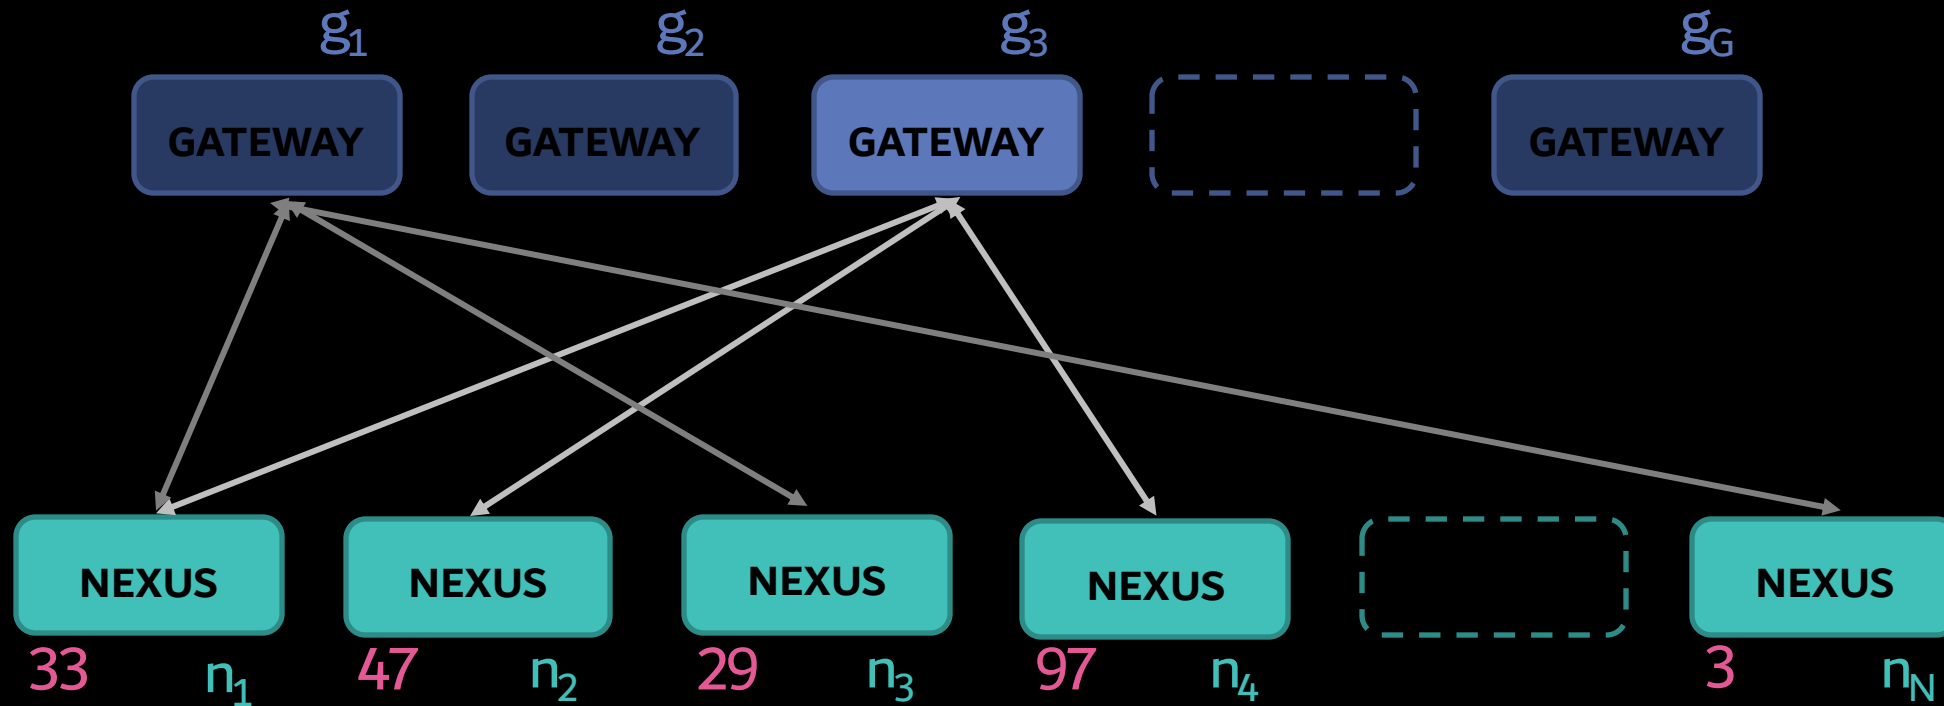 g1 g2 g3 gG
GATEWAY GATEWAY GATEWAY GATEWAY
NEXUS NEXUS NEXUS NEXUS NEXUS
33 n1 47 n2 29 n3 97 n4 3 nN